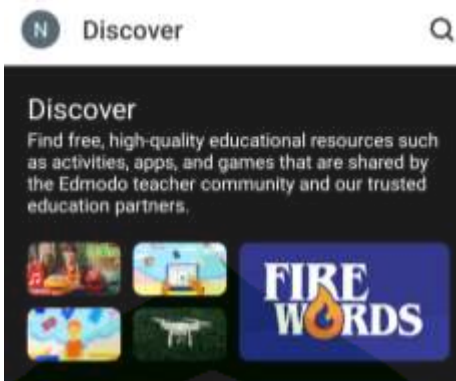 N Discover
Discover
Find free, high-quality educational resources such
as activities, apps, and games that are shared by
the Edmodo teacher community and our trusted
education partners.
FIRE
WORDS